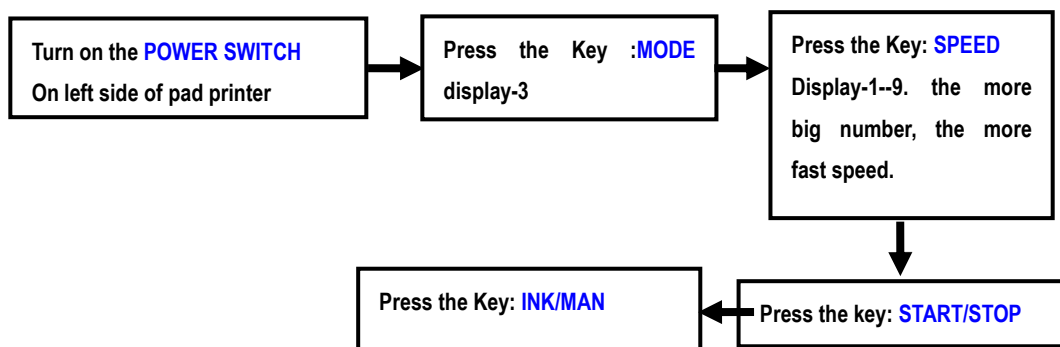 Turn on the POWER SWITCH
On left side of pad printer
Press the Key :MODE
display-3
Press the Key: SPEED
Display-1--9. the more
big number, the more
fast speed.
Press the key: START/STOP
Press the Key: INK/MAN